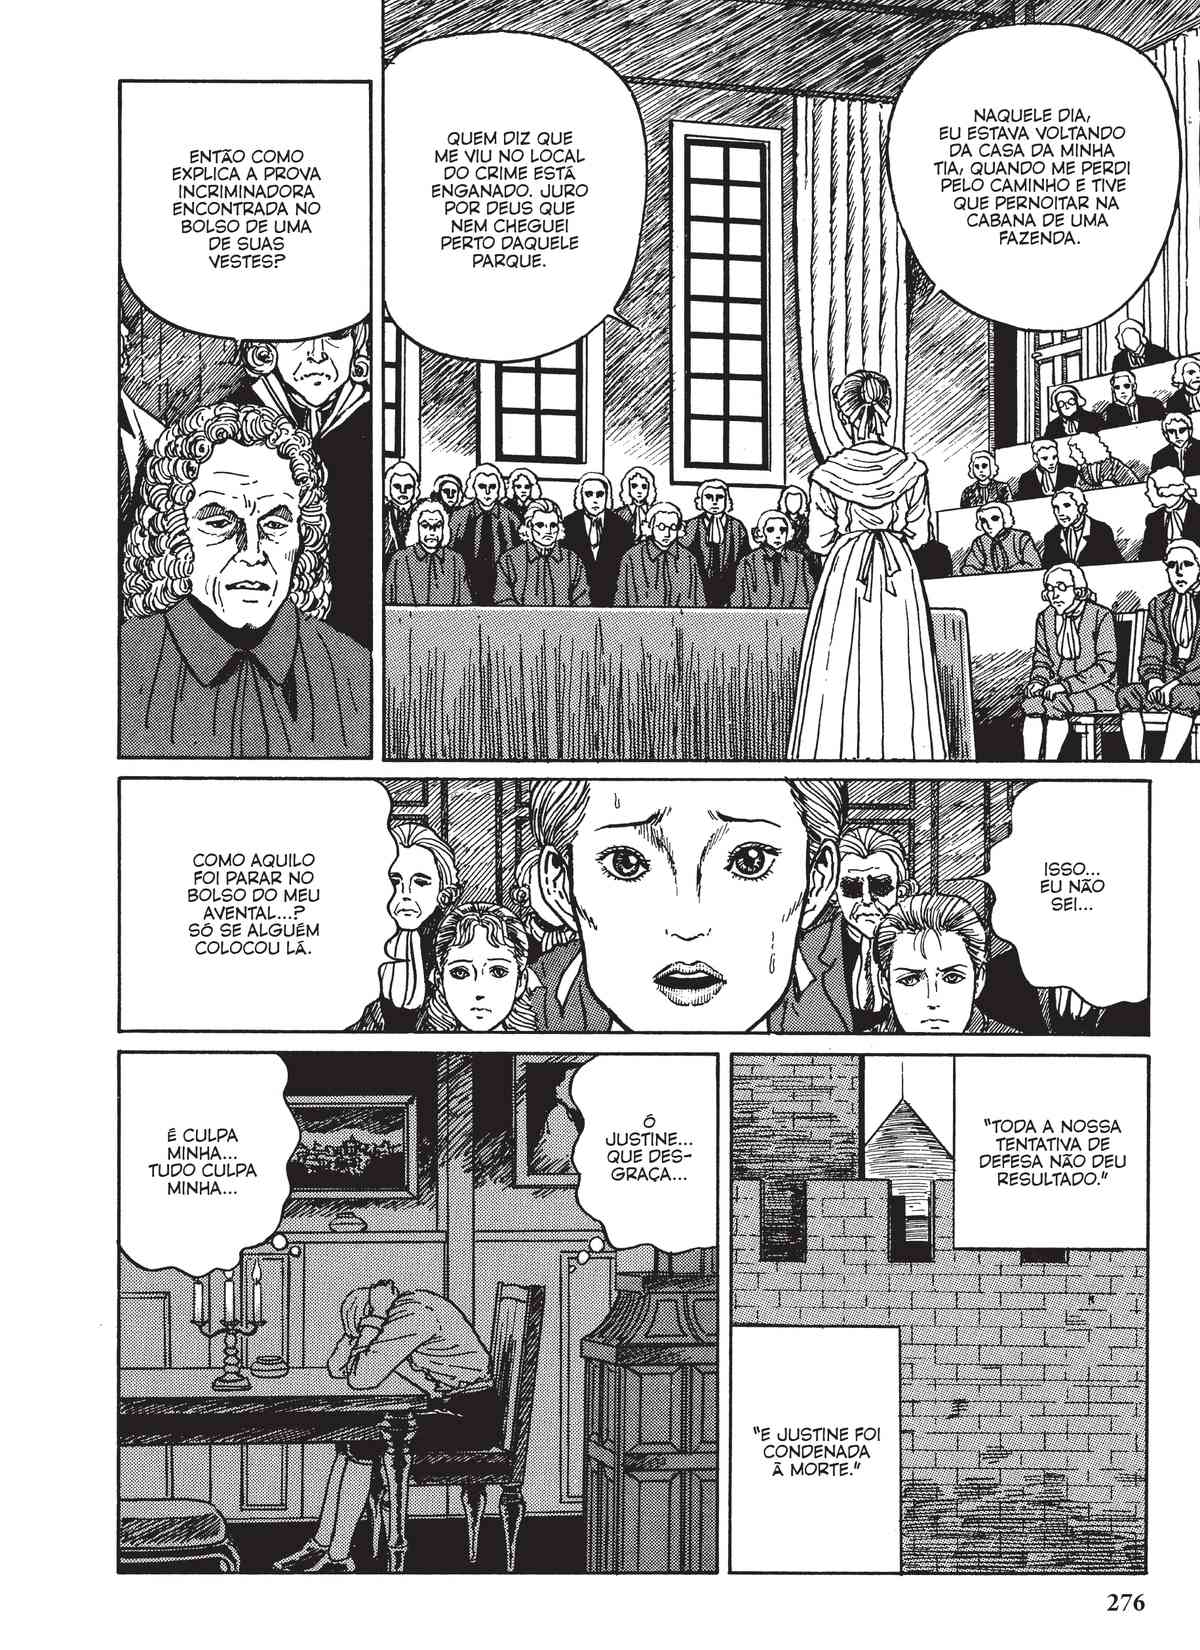 NAQUELE DIA,
EU ESTAVA VOLTANDO
DA CASA DA MINHA
TIA, QUANDO ME PERDI
PELO CAMINHO E TIVE
QUE PERNOITAR NA
CABANA DE UMA
FAZENDA.
QUEM DIZ QUE
ME VIU NO LOCAL
DO CRIME ESTÁ
ENGANADO. JURO
POR DEUS QUE
NEM CHEGUEI
PERTO DAQUELE
PARQUE.
ENTÃO COMO
EXPLICA A PROVA
INCRIMINADORA
ENCONTRADA NO
BOLSO DE UMA
DE SUAS
VESTES?
ISSO...
EU NÃO
SEI...
COMO AQUILO
FOI PARAR NO
BOLSO DO MEU
AVENTAL...?
SÓ SE ALGUÉM
COLOCOU LÁ.
"TODA A NOSSA
TENTATIVA DE
DEFESA NÃO DEU
RESULTADO."
"E JUSTINE FOI
CONDENADA
À MORTE."
Ó
JUSTINE...
QUE DES-
GRAÇA...
É CULPA
MINHA...
TUDO CULPA
MINHA...
276